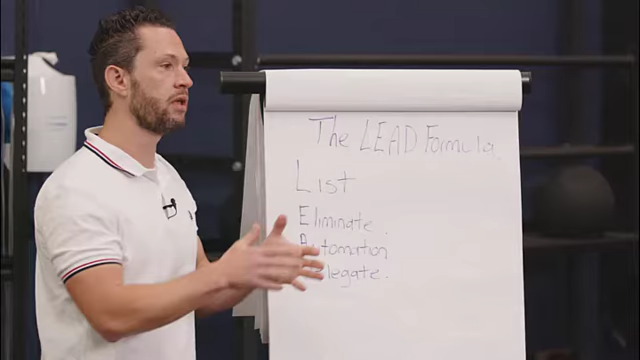 The LEAD Formula
List
Eliminate.
Automation
Delegate.